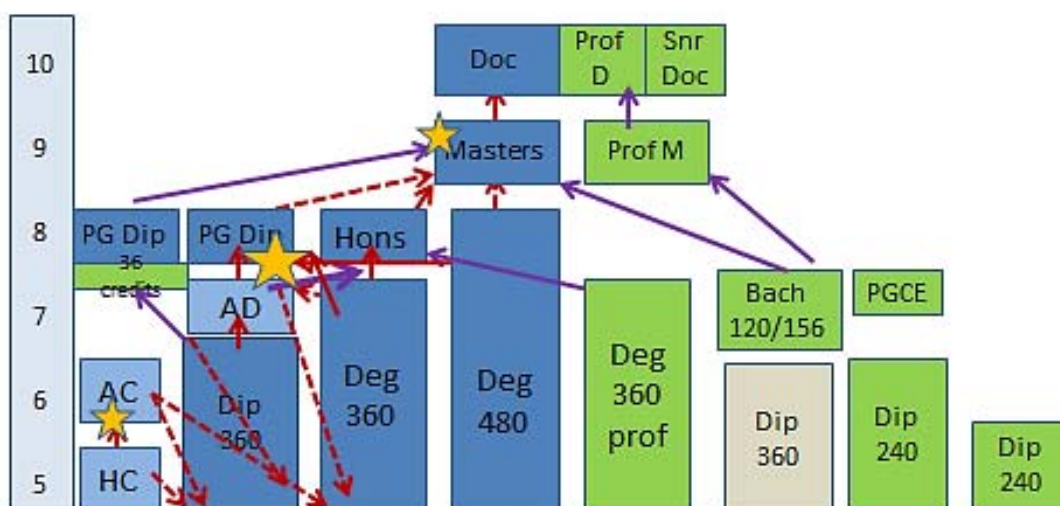 10
Doc
Prof
D
Snr
Doc
9
Masters
Prof M
8
PG Dip
PG Dip
Hons
36
credits
7
AD
Bach
120/156
PGCE
Deg
360
Deg
480
Deg
360
prof
6
AC
Dip
360
Dip
360
Dip
240
5
HC
Dip
240